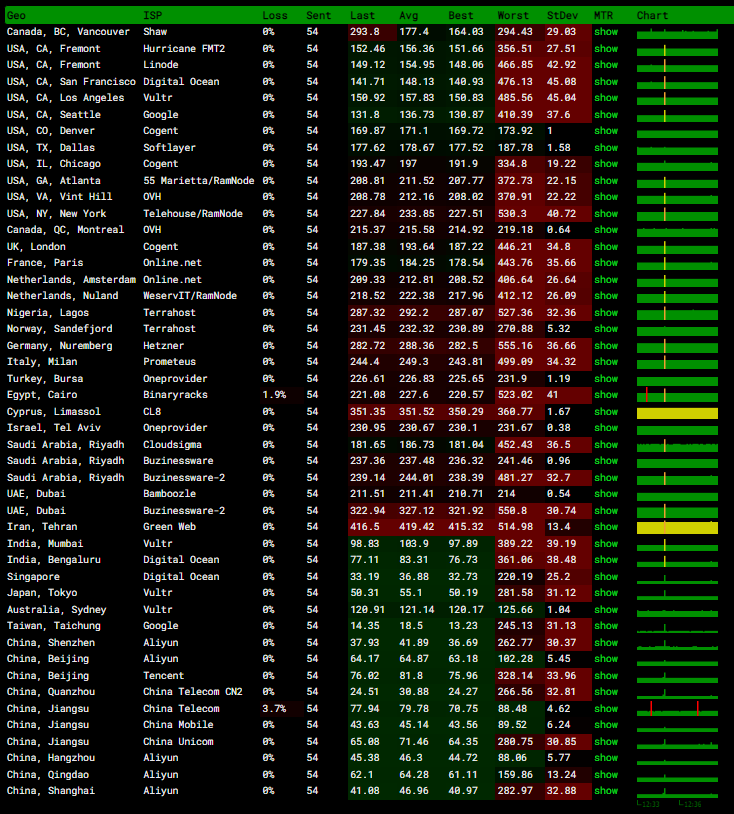 Geo ISP Loss Sent Last Avg Best Worst StDev MTR Chart
Canada, BC, Vancouver Shaw 0% 54 293.8 177.4 164.03 294.43 29.03 show
USA, CA, Fremont Hurricane FMT2 0% 54 152.46 156.36 151.66 356.51 27.51 show
USA, CA, Fremont Linode 0% 54 149.12 154.95 148.06 466.85 42.92 show
USA, CA, San Francisco Digital Ocean 0% 54 141.71 148.13 140.93 476.13 45.08 show
USA, CA, Los Angeles Vultr 0% 54 150.92 157.83 150.83 485.56 45.04 show
USA, CA, Seattle Google 0% 54 131.8 136.73 130.87 410.39 37.6 show
USA, CO, Denver Cogent 0% 54 169.87 171.1 169.72 173.92 1 show
USA, TX, Dallas Softlayer 0% 54 177.62 178.67 177.52 187.78 1.58 show
USA, IL, Chicago Cogent 0% 54 193.47 197 191.9 334.8 19.22 show
USA, GA, Atlanta 55 Marietta/RamNode 0% 54 208.81 211.52 207.77 372.73 22.15 show
USA, VA, Vint Hill OVH 0% 54 208.78 212.16 208.02 370.91 22.22 show
USA, NY, New York Telehouse/RamNode 0% 54 227.84 233.85 227.51 530.3 40.72 show
Canada, QC, Montreal OVH 0% 54 215.37 215.58 214.92 219.18 0.64 show
UK, London Cogent 0% 54 187.38 193.64 187.22 446.21 34.8 show
France, Paris Online.net 0% 54 179.35 184.25 178.54 443.76 35.66 show
Netherlands, Amsterdam Online.net 0% 54 209.33 212.81 208.52 406.64 26.64 show
Netherlands, Nuland WeservIT/RamNode 0% 54 218.52 222.38 217.96 412.12 26.09 show
Nigeria, Lagos Terrahost 0% 54 287.32 292.2 287.07 527.36 32.36 show
Norway, Sandefjord Terrahost 0% 54 231.45 232.32 230.89 270.88 5.32 show
Germany, Nuremberg Hetzner 0% 54 282.72 288.36 282.5 555.16 36.66 show
Italy, Milan Prometeus 0% 54 244.4 249.3 243.81 499.09 34.32 show
Turkey, Bursa Oneprovider 0% 54 226.61 226.83 225.65 231.9 1.19 show
Egypt, Cairo Binaryracks 1.9% 54 221.08 227.6 220.57 523.02 41 show
Cyprus, Limassol CL8 0% 54 351.35 351.52 350.29 360.77 1.67 show
Israel, Tel Aviv Oneprovider 0% 54 230.95 230.67 230.1 231.67 0.38 show
Saudi Arabia, Riyadh Cloudsigma 0% 54 181.65 186.73 181.04 452.43 36.5 show
Saudi Arabia, Riyadh Buzinessware 0% 54 237.36 237.48 236.32 241.46 0.96 show
Saudi Arabia, Riyadh Buzinessware-2 0% 54 239.14 244.01 238.39 481.27 32.7 show
UAE, Dubai Bamboozle 0% 54 211.51 211.41 210.71 214 0.54 show
UAE, Dubai Buzinessware-2 0% 54 322.94 327.12 321.92 550.8 30.74 show
Iran, Tehran Green Web 0% 54 416.5 419.42 415.32 514.98 13.4 show
India, Mumbai Vultr 0% 54 98.83 103.9 97.89 389.22 39.19 show
India, Bengaluru Digital Ocean 0% 54 77.11 83.31 76.73 361.06 38.48 show
Singapore Digital Ocean 0% 54 33.19 36.88 32.73 220.19 25.2 show
Japan, Tokyo Vultr 0% 54 50.31 55.1 50.19 281.58 31.12 show
Australia, Sydney Vultr 0% 54 120.91 121.14 120.17 125.66 1.04 show
Taiwan, Taichung Google 0% 54 14.35 18.5 13.23 245.13 31.13 show
China, Shenzhen Aliyun 0% 54 37.93 41.89 36.69 262.77 30.37 show
China, Beijing Aliyun 0% 54 64.17 64.87 63.18 102.28 5.45 show
China, Beijing Tencent 0% 54 76.02 81.8 75.96 328.14 33.96 show
China, Quanzhou China Telecom CN2 0% 54 24.51 30.88 24.27 266.56 32.81 show
China, Jiangsu China Telecom 3.7% 54 77.94 79.78 70.75 88.48 4.62 show
China, Jiangsu China Mobile 0% 54 43.63 45.14 43.56 89.52 6.24 show
China, Jiangsu China Unicom 0% 54 65.08 71.46 64.35 280.75 30.85 show
China, Hangzhou Aliyun 0% 54 45.38 46.3 44.72 88.06 5.77 show
China, Qingdao Aliyun 0% 54 62.1 64.28 61.11 159.86 13.24 show
China, Shanghai Aliyun 0% 54 41.08 46.96 40.97 282.97 32.88 show
12:33 12:36